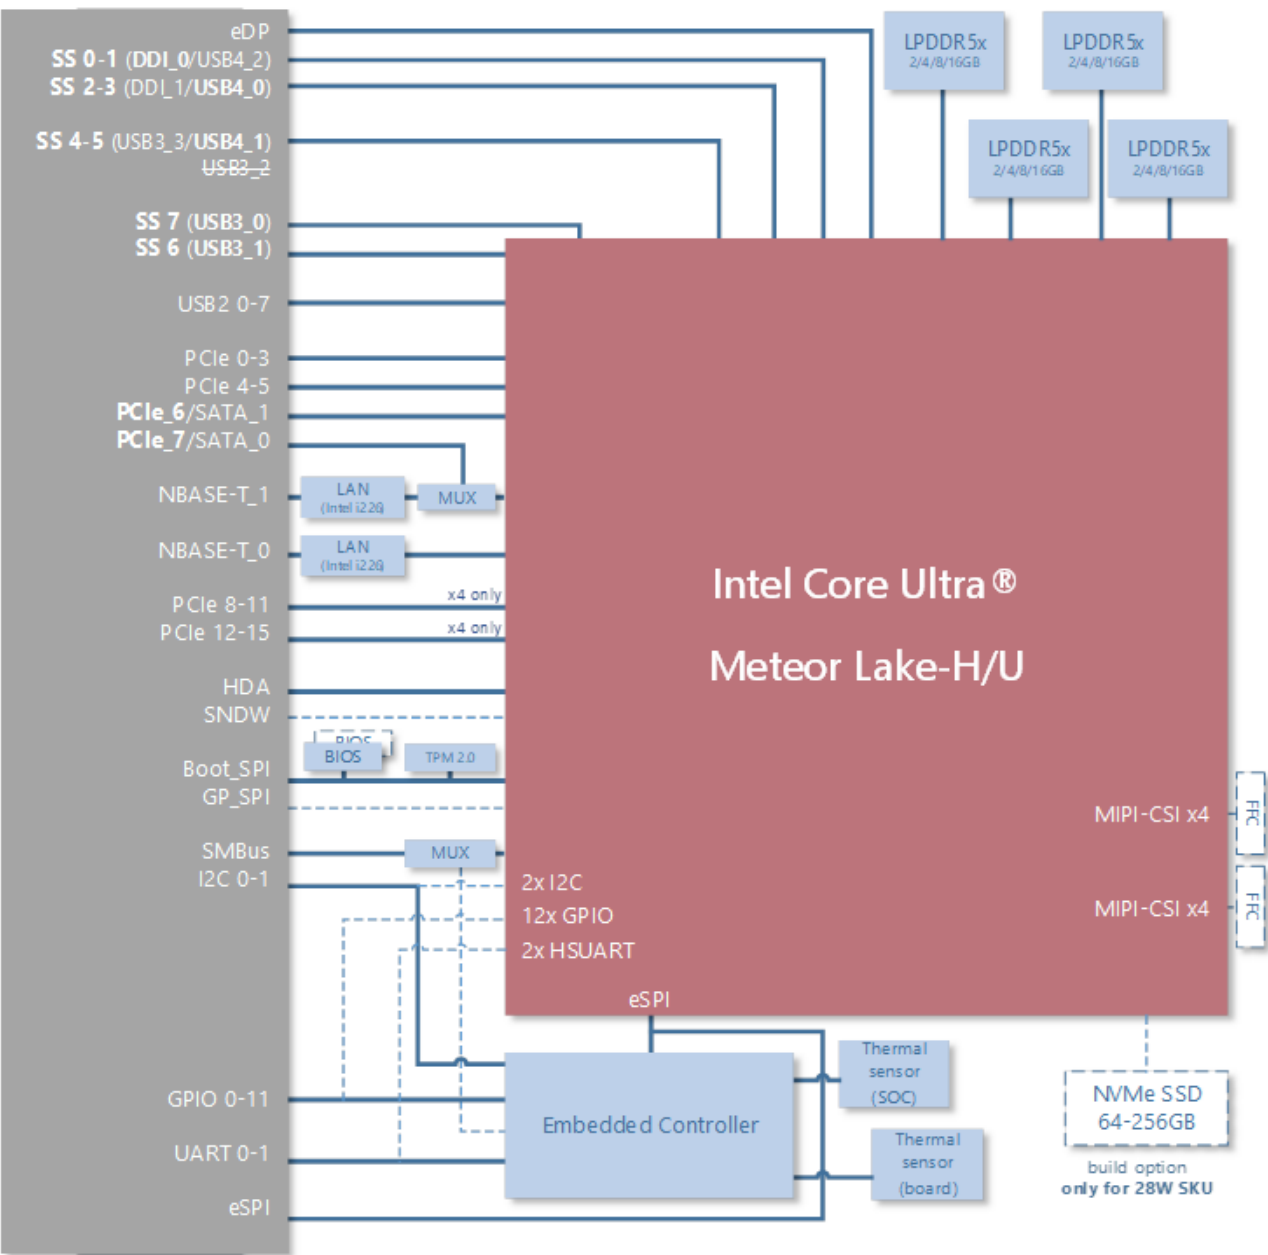 eDP
SS 0-1 (DDI_0/USB4_2)
SS 2-3 (DDI_1/USB4_0)
SS 4-5 (USB3_3/USB4_1)
USB3_2
SS 7 (USB3_0)
SS 6 (USB3_1)
USB2 0-7
PCIe 0-3
PCIe 4-5
PCIe_6/SATA_1
PCIe_7/SATA_0
NBASE-T_1
NBASE-T_0
PCIe 8-11
PCIe 12-15
HDA
SNDW
Boot_SPI
GP_SPI
SMBus
I2C 0-1
GPIO 0-11
UART 0-1
eSPI
LPDDR5x
2/4/8/16GB
LPDDR5x
2/4/8/16GB
LPDDR5x
2/4/8/16GB
LPDDR5x
2/4/8/16GB
LAN
(Intel i226)
MUX
LAN
(Intel i226)
x4 only
x4 only
BIOS
BIOS
TPM 2.0
MUX
Intel Core Ultra®
Meteor Lake-H/U
MIPI-CSI x4
FFC
MIPI-CSI x4
FFC
2x I2C
12x GPIO
2x HSUART
eSPI
Embedded Controller
Thermal
sensor
(SOC)
Thermal
sensor
(board)
NVMe SSD
64-256GB
build option
only for 28W SKU